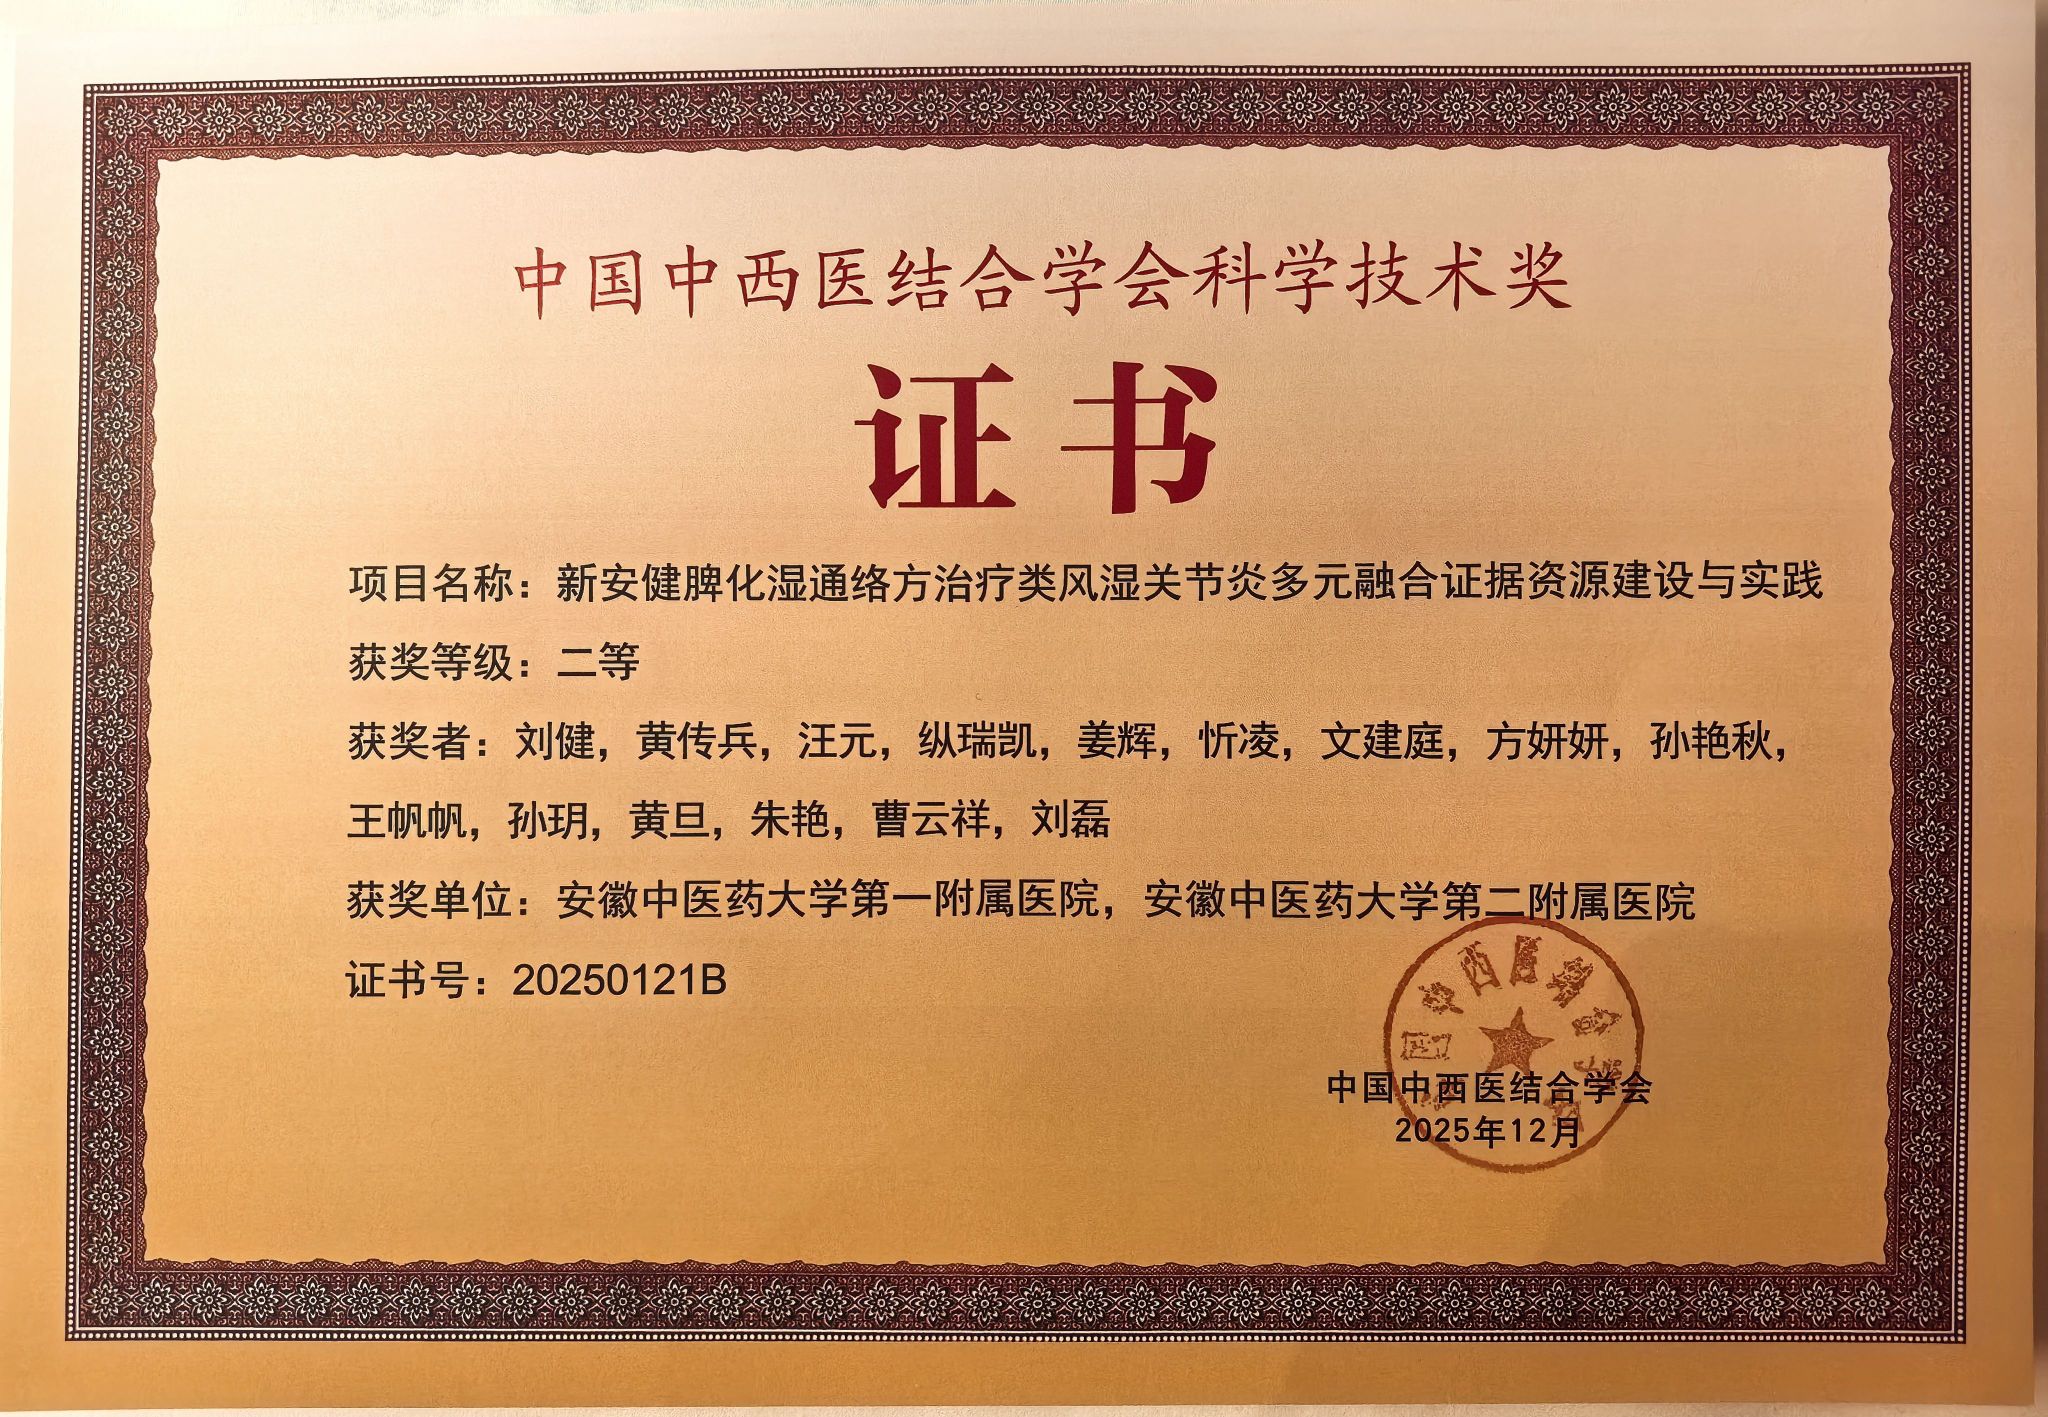 中国中西医结合学会科学技术奖
证书
项目名称：新安健脾化湿通络方治疗类风湿关节炎多元融合证据资源建设与实践
获奖等级：二等
获奖者：刘健，黄传兵，汪元，纵瑞凯，姜辉，忻凌，文建庭，方妍妍，孙艳秋，
王帆帆，孙玥，黄旦，朱艳，曹云祥，刘磊
获奖单位：安徽中医药大学第一附属医院，安徽中医药大学第二附属医院
证书号：20250121B
中国中西医结合学会
2025年12月